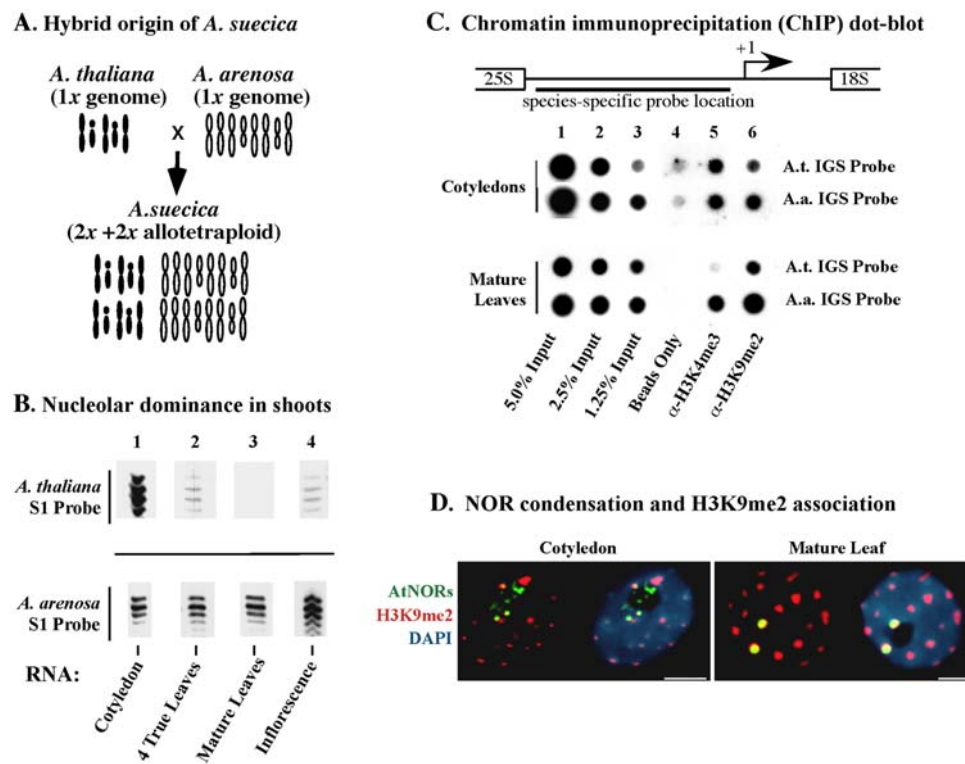 A. Hybrid origin of A. suecica
A. thaliana
(1x genome)
A. arenosa
(1x genome)
X
A.suecica
(2x +2x allotetraploid)
B. Nucleolar dominance in shoots
1 2 3 4
A. thaliana
S1 Probe
A. arenosa
S1 Probe
RNA:
Cotyledon
4 True Leaves
Mature Leaves
Inflorescence
C. Chromatin immunoprecipitation (ChIP) dot-blot
+1
25S
18S
species-specific probe location
1 2 3 4 5 6
Cotyledons
A.t. IGS Probe
A.a. IGS Probe
Mature
Leaves
A.t. IGS Probe
A.a. IGS Probe
5.0% Input
2.5% Input
1.25% Input
Beads Only
α-H3K4me3
α-H3K9me2
D. NOR condensation and H3K9me2 association
Cotyledon
Mature Leaf
AtNORs
H3K9me2
DAPI